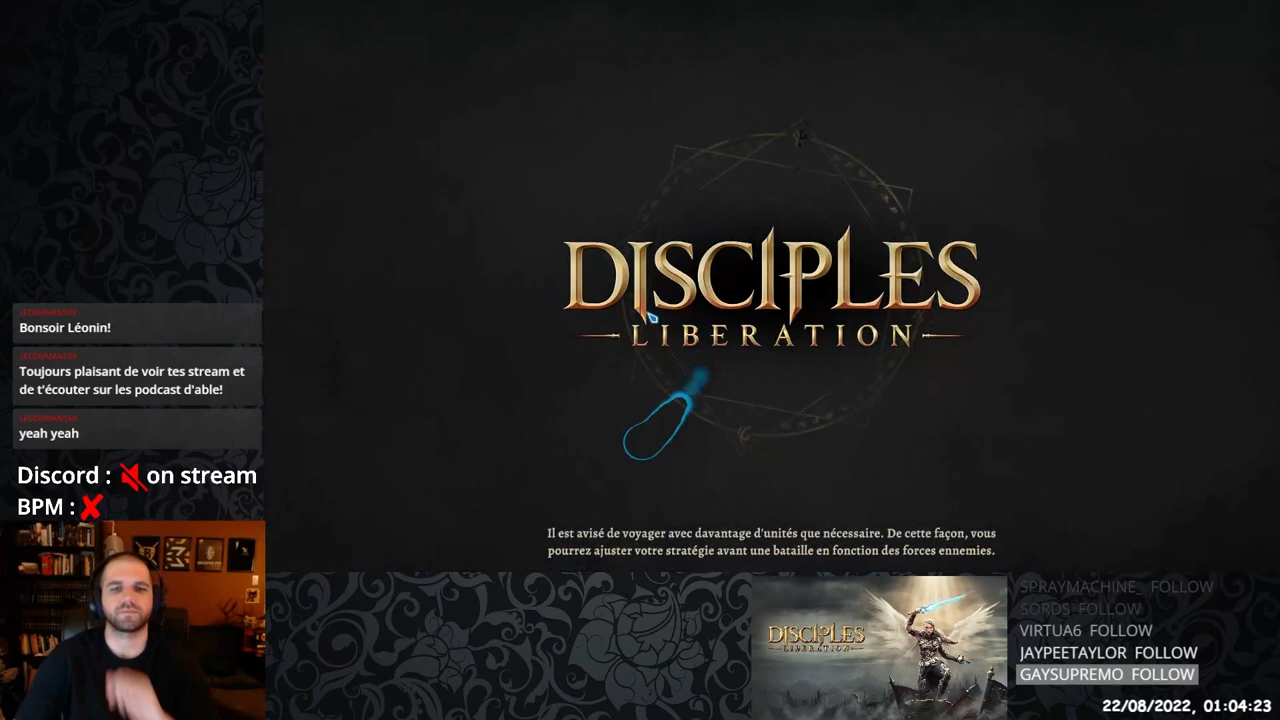 DISCIPLES
LIBERATION
LECOMMANDER
Bonsoir Léonin!
LECOMMANDER
Toujours plaisant de voir tes stream et
de t'écouter sur les podcast d'able!
LECOMMANDER
yeah yeah
Discord : on stream
BPM :
Il est avisé de voyager avec davantage d'unités que nécessaire. De cette façon, vous
pourrez ajuster votre stratégie avant une bataille en fonction des forces ennemies.
DISCIPLES
LIBERATION
SPRAYMACHINE_ FOLLOW
SORDS FOLLOW
VIRTUA6 FOLLOW
JAYPEETAYLOR FOLLOW
GAYSUPREMO FOLLOW
22/08/2022, 01:04:23